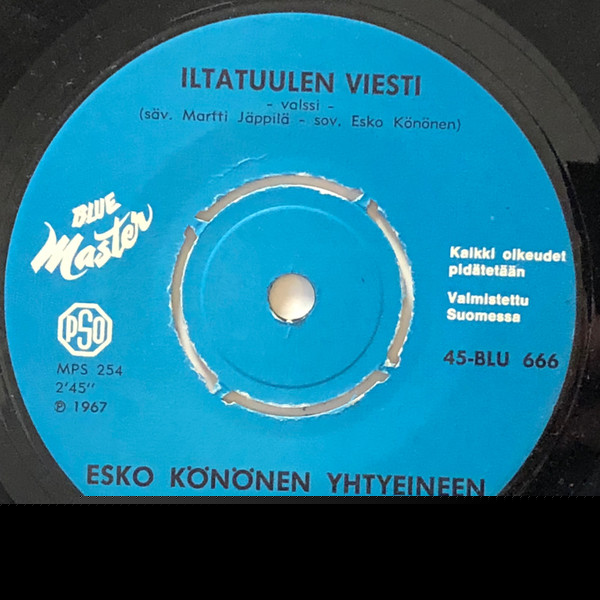 ILTATUULEN VIESTI
- valssi -
(säv. Martti Jäppilä - sov. Esko Könönen)
BLUE
Master
Kaikki oikeudet
pidätetään
Valmistettu
Suomessa
PSO
MPS 254
2'45''
℗ 1967
45-BLU 666
ESKO KÖNÖNEN YHTYEINEEN